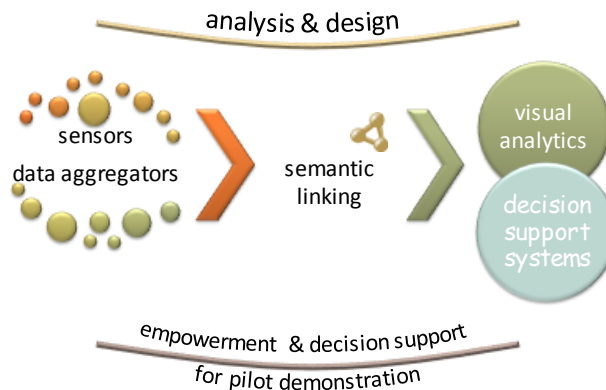 analysis & design
sensors
data aggregators
semantic
linking
visual
analytics
decision
support
systems
empowerment & decision support
for pilot demonstration